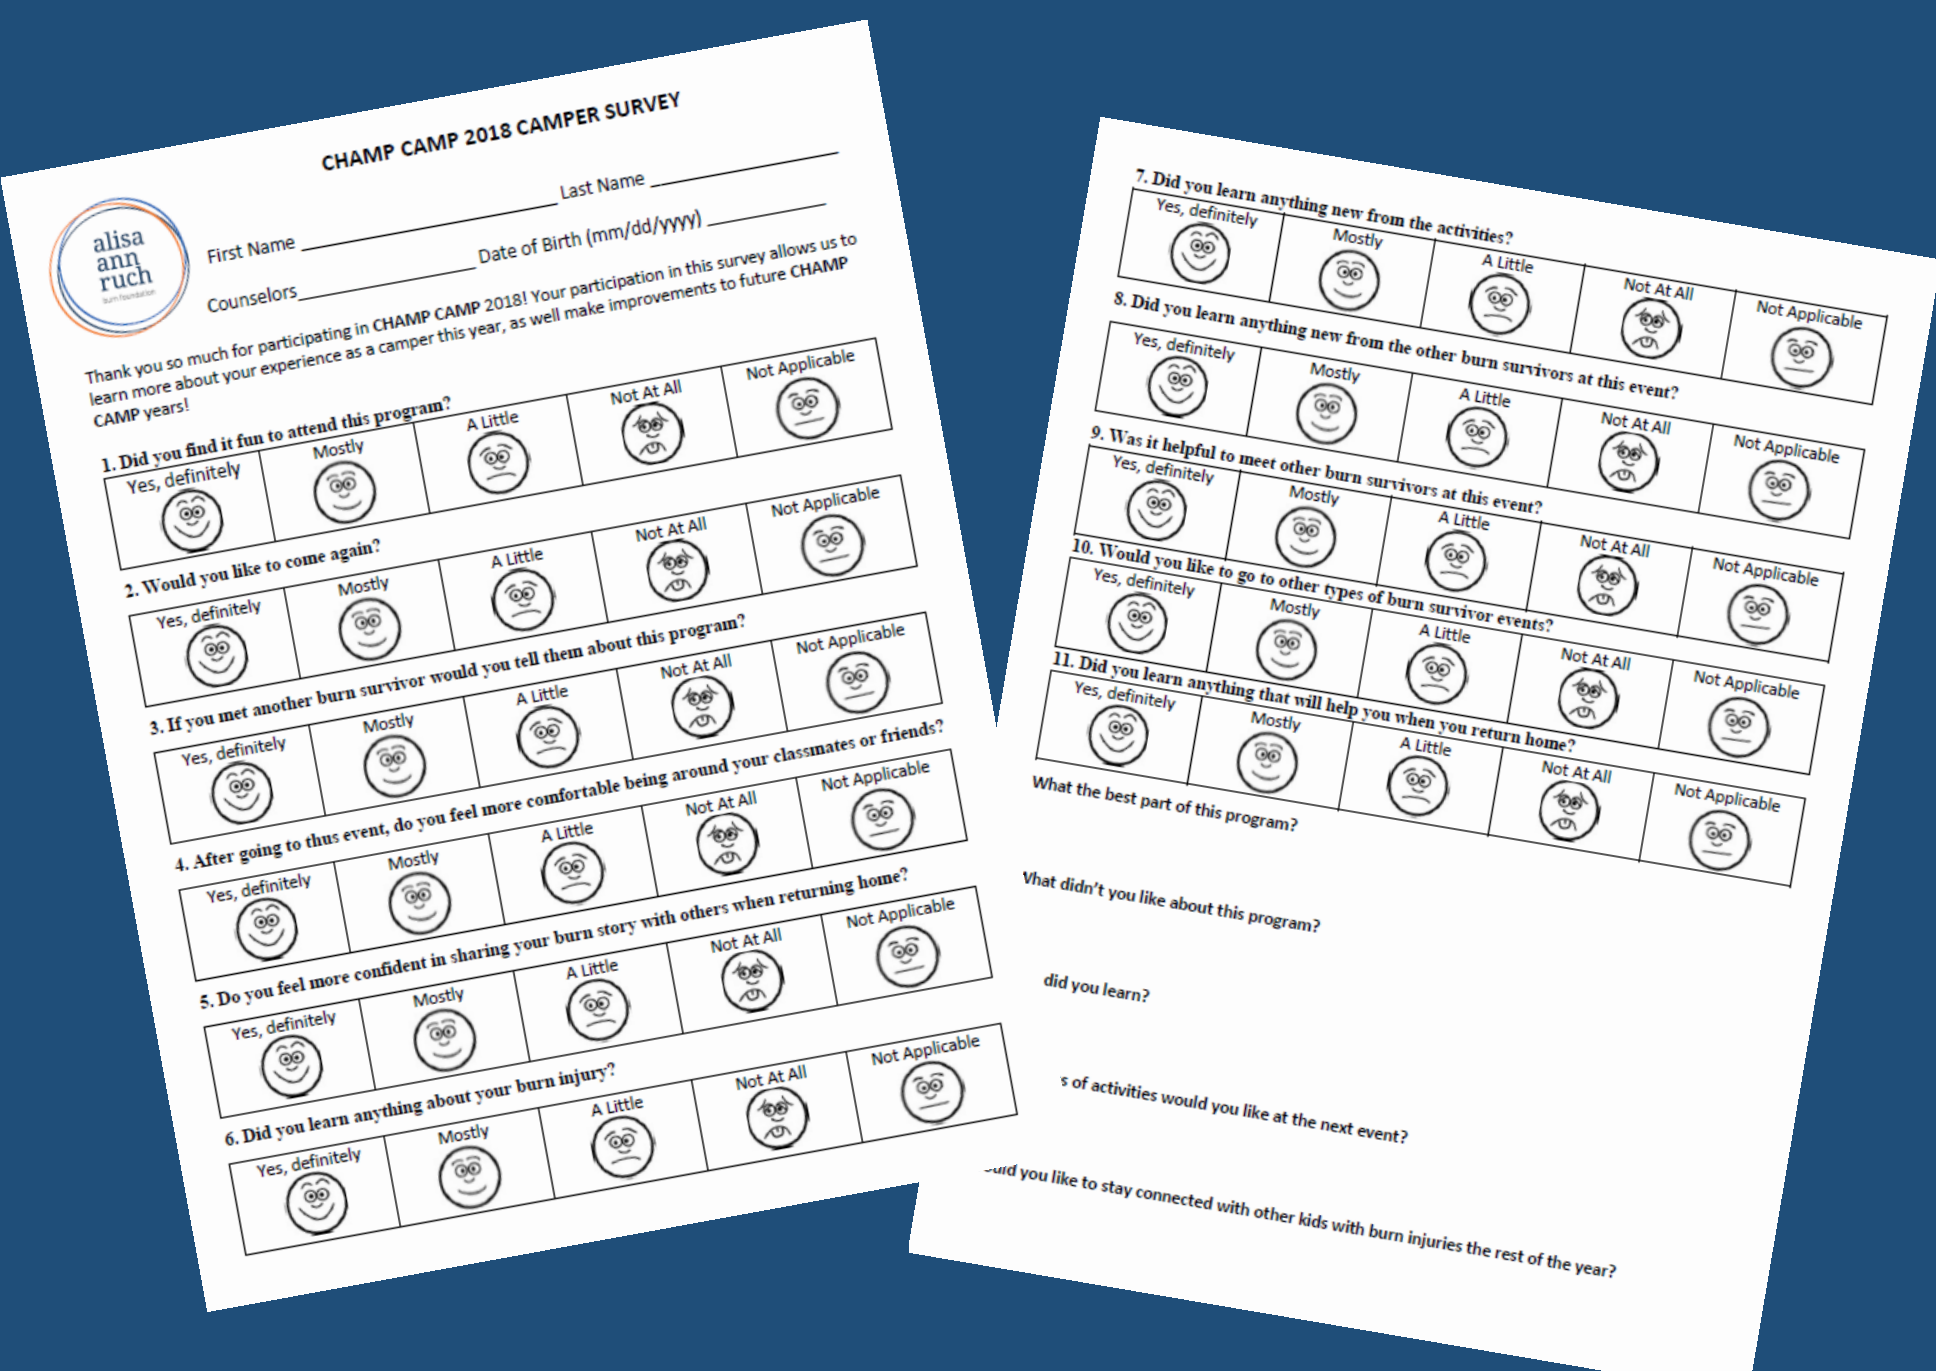 CHAMP CAMP 2018 CAMPER SURVEY
alisa
ann
ruch
burn foundation
First Name ____ Last Name ____
Counselors____ Date of Birth (mm/dd/yyyy) ____
Thank you so much for participating in CHAMP CAMP 2018! Your participation in this survey allows us to
learn more about your experience as a camper this year, as well make improvements to future CHAMP
CAMP years!
1. Did you find it fun to attend this program?
Yes, definitely Mostly A Little Not At All Not Applicable
2. Would you like to come again?
Yes, definitely Mostly A Little Not At All Not Applicable
3. If you met another burn survivor would you tell them about this program?
Yes, definitely Mostly A Little Not At All Not Applicable
4. After going to thus event, do you feel more comfortable being around your classmates or friends?
Yes, definitely Mostly A Little Not At All Not Applicable
5. Do you feel more confident in sharing your burn story with others when returning home?
Yes, definitely Mostly A Little Not At All Not Applicable
6. Did you learn anything about your burn injury?
Yes, definitely Mostly A Little Not At All Not Applicable
7. Did you learn anything new from the activities?
Yes, definitely Mostly A Little Not At All Not Applicable
8. Did you learn anything new from the other burn survivors at this event?
Yes, definitely Mostly A Little Not At All Not Applicable
9. Was it helpful to meet other burn survivors at this event?
Yes, definitely Mostly A Little Not At All Not Applicable
10. Would you like to go to other types of burn survivor events?
Yes, definitely Mostly A Little Not At All Not Applicable
11. Did you learn anything that will help you when you return home?
Yes, definitely Mostly A Little Not At All Not Applicable
What the best part of this program?
What didn't you like about this program?
did you learn?
of activities would you like at the next event?
you like to stay connected with other kids with burn injuries the rest of the year?